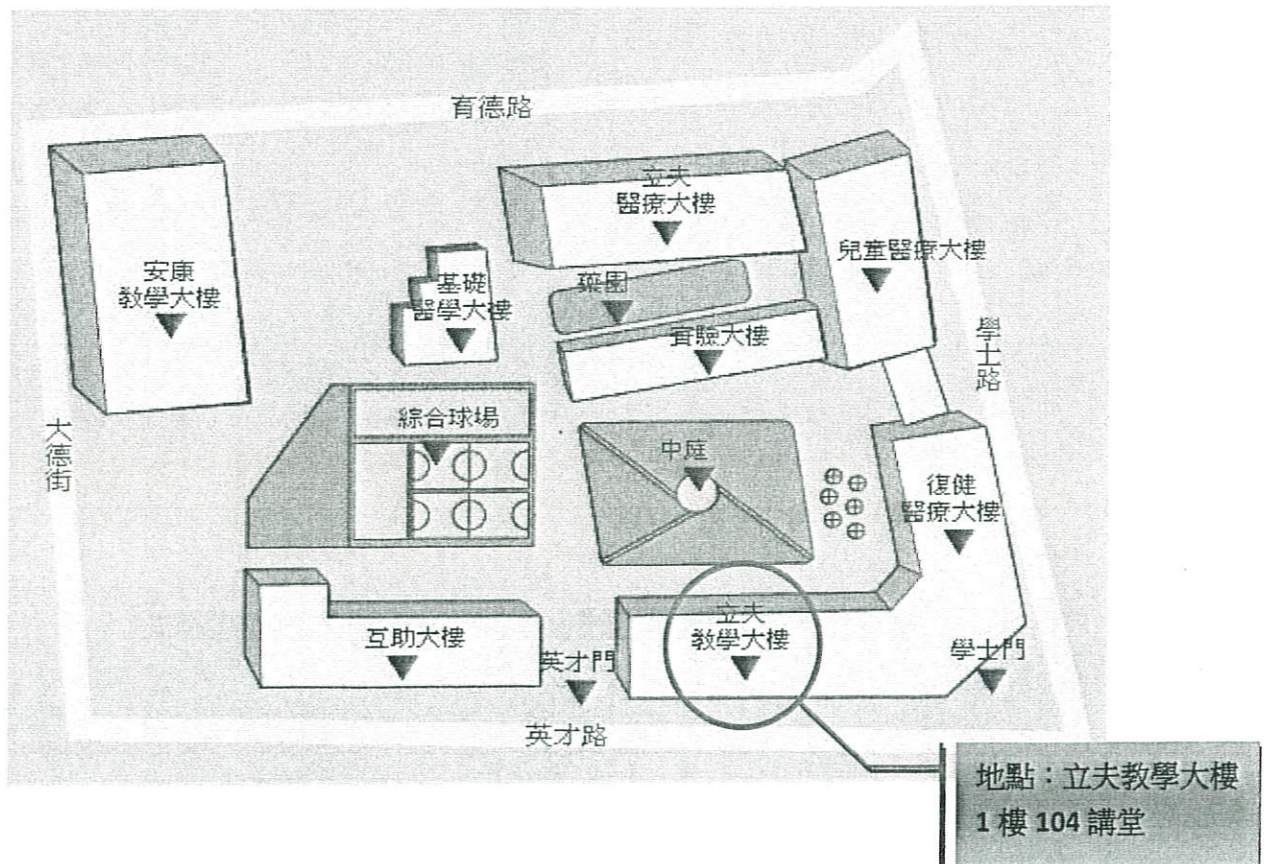 育德路
立夫
醫療大樓
兒童醫療大樓
安康
教學大樓
基礎
醫學大樓
藥園
實驗大樓
學士路
綜合球場
中庭
大德街
復健
醫療大樓
立夫
教學大樓
互助大樓
英才門
學士門
英才路
地點：立夫教學大樓
1 樓 104 講堂